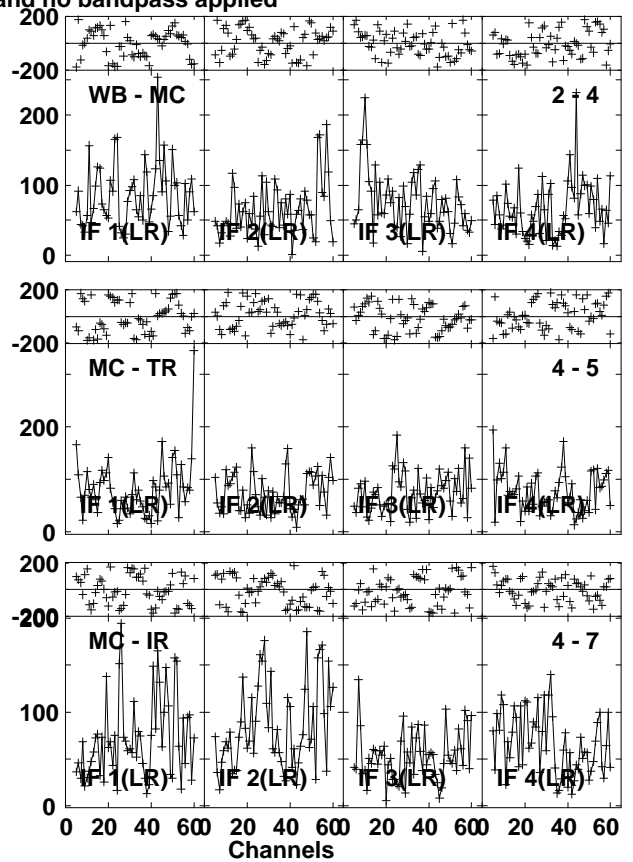 and no bandpass applied
200
-200
WB - MC
2 - 4
200
100
0
IF 1(LR) IF 2(LR) IF 3(LR) IF 4(LR)
200
-200
MC - TR
4 - 5
200
0
IF 1(LR) IF 2(LR) IF 3(LR) IF 4(LR)
200
-200
200
MC - IR
4 - 7
100
0
IF 1(LR) IF 2(LR) IF 3(LR) IF 4(LR)
0 20 40 60 0 20 40 60 0 20 40 60 0 20 40 60
Channels